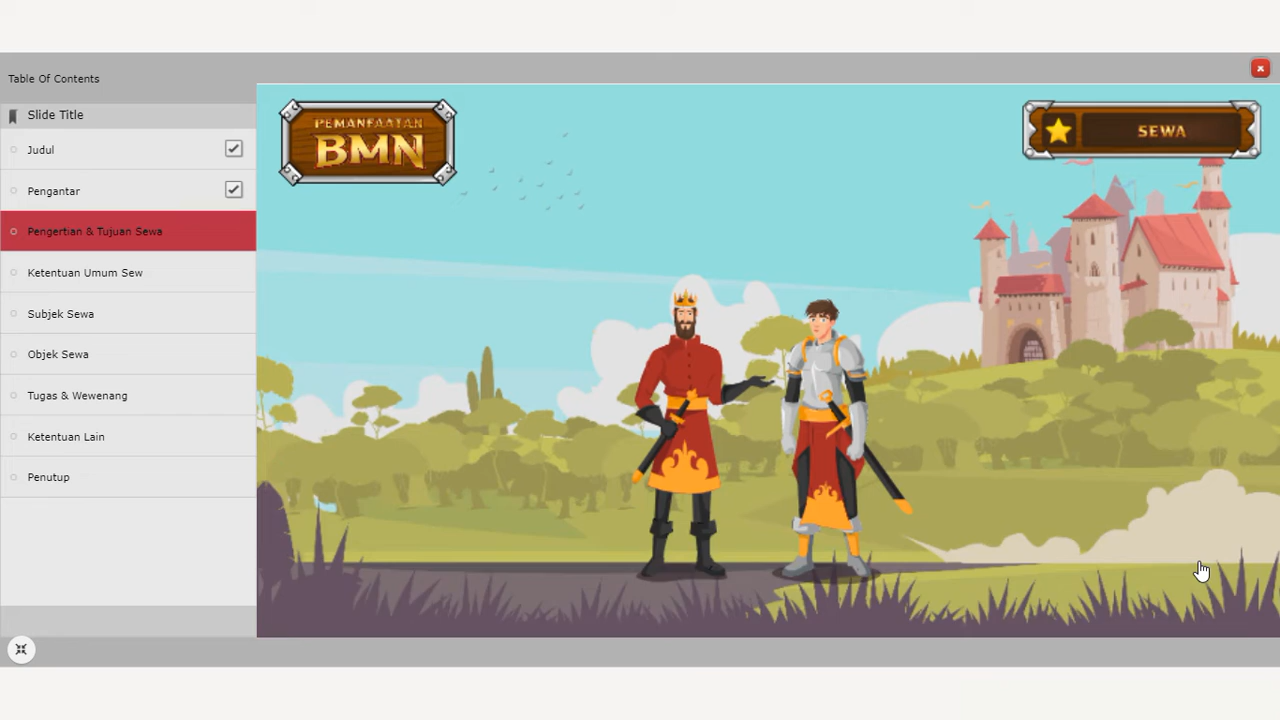 Table Of Contents
Slide Title
Judul
Pengantar
Pengertian & Tujuan Sewa
Ketentuan Umum Sew
Subjek Sewa
Objek Sewa
Tugas & Wewenang
Ketentuan Lain
Penutup
PEMANFAATAN
BMN
SEWA